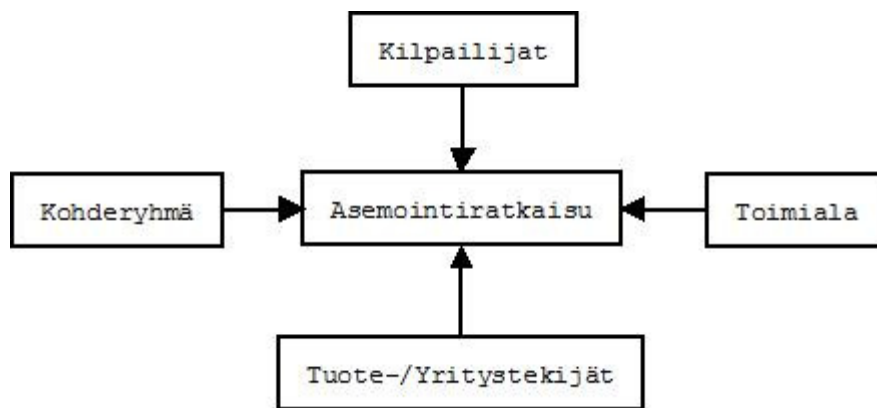 Kilpailijat
Kohderyhmä
Asemointiratkaisu
Toimiala
Tuote-/Yritystekijät